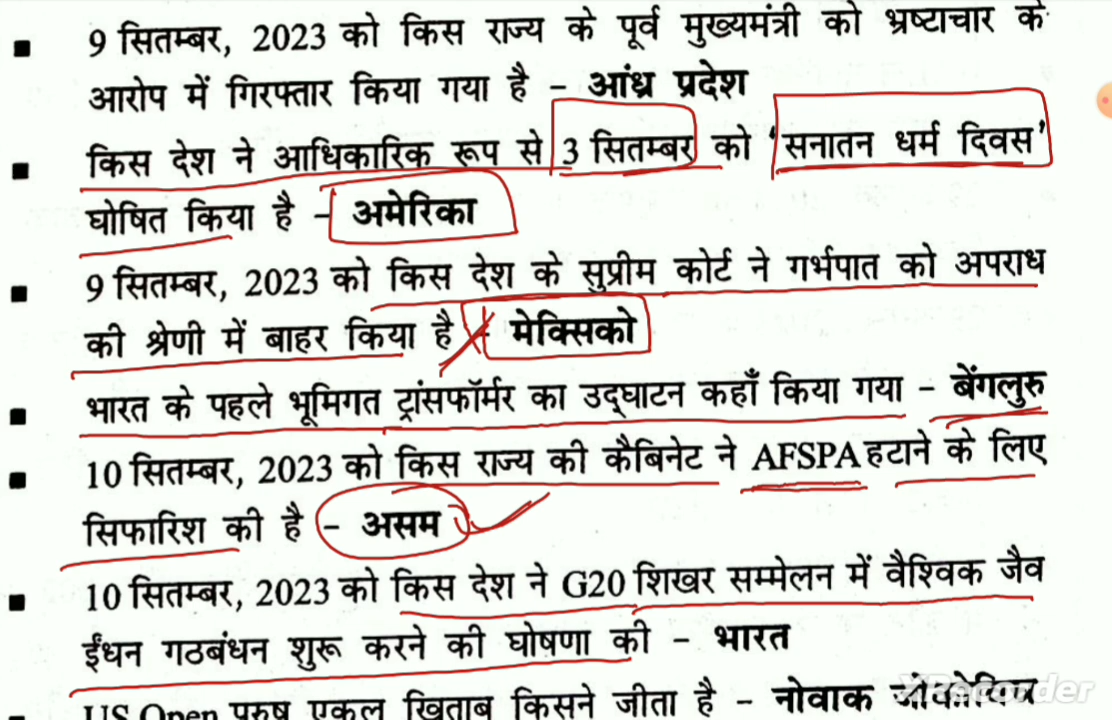 ▪ 9 सितम्बर, 2023 को किस राज्य के पूर्व मुख्यमंत्री को भ्रष्टाचार के
आरोप में गिरफ्तार किया गया है – आंध्र प्रदेश
▪ किस देश ने आधिकारिक रूप से 3 सितम्बर को 'सनातन धर्म दिवस'
घोषित किया है – अमेरिका
▪ 9 सितम्बर, 2023 को किस देश के सुप्रीम कोर्ट ने गर्भपात को अपराध
की श्रेणी में बाहर किया है – मेक्सिको
▪ भारत के पहले भूमिगत ट्रांसफॉर्मर का उद्घाटन कहाँ किया गया – बेंगलुरु
▪ 10 सितम्बर, 2023 को किस राज्य की कैबिनेट ने AFSPA हटाने के लिए
सिफारिश की है – असम
▪ 10 सितम्बर, 2023 को किस देश ने G20 शिखर सम्मेलन में वैश्विक जैव
ईंधन गठबंधन शुरू करने की घोषणा की – भारत
US Open पुरुष एकल खिताब किसने जीता है – नोवाक जोकोविच
XRecorder